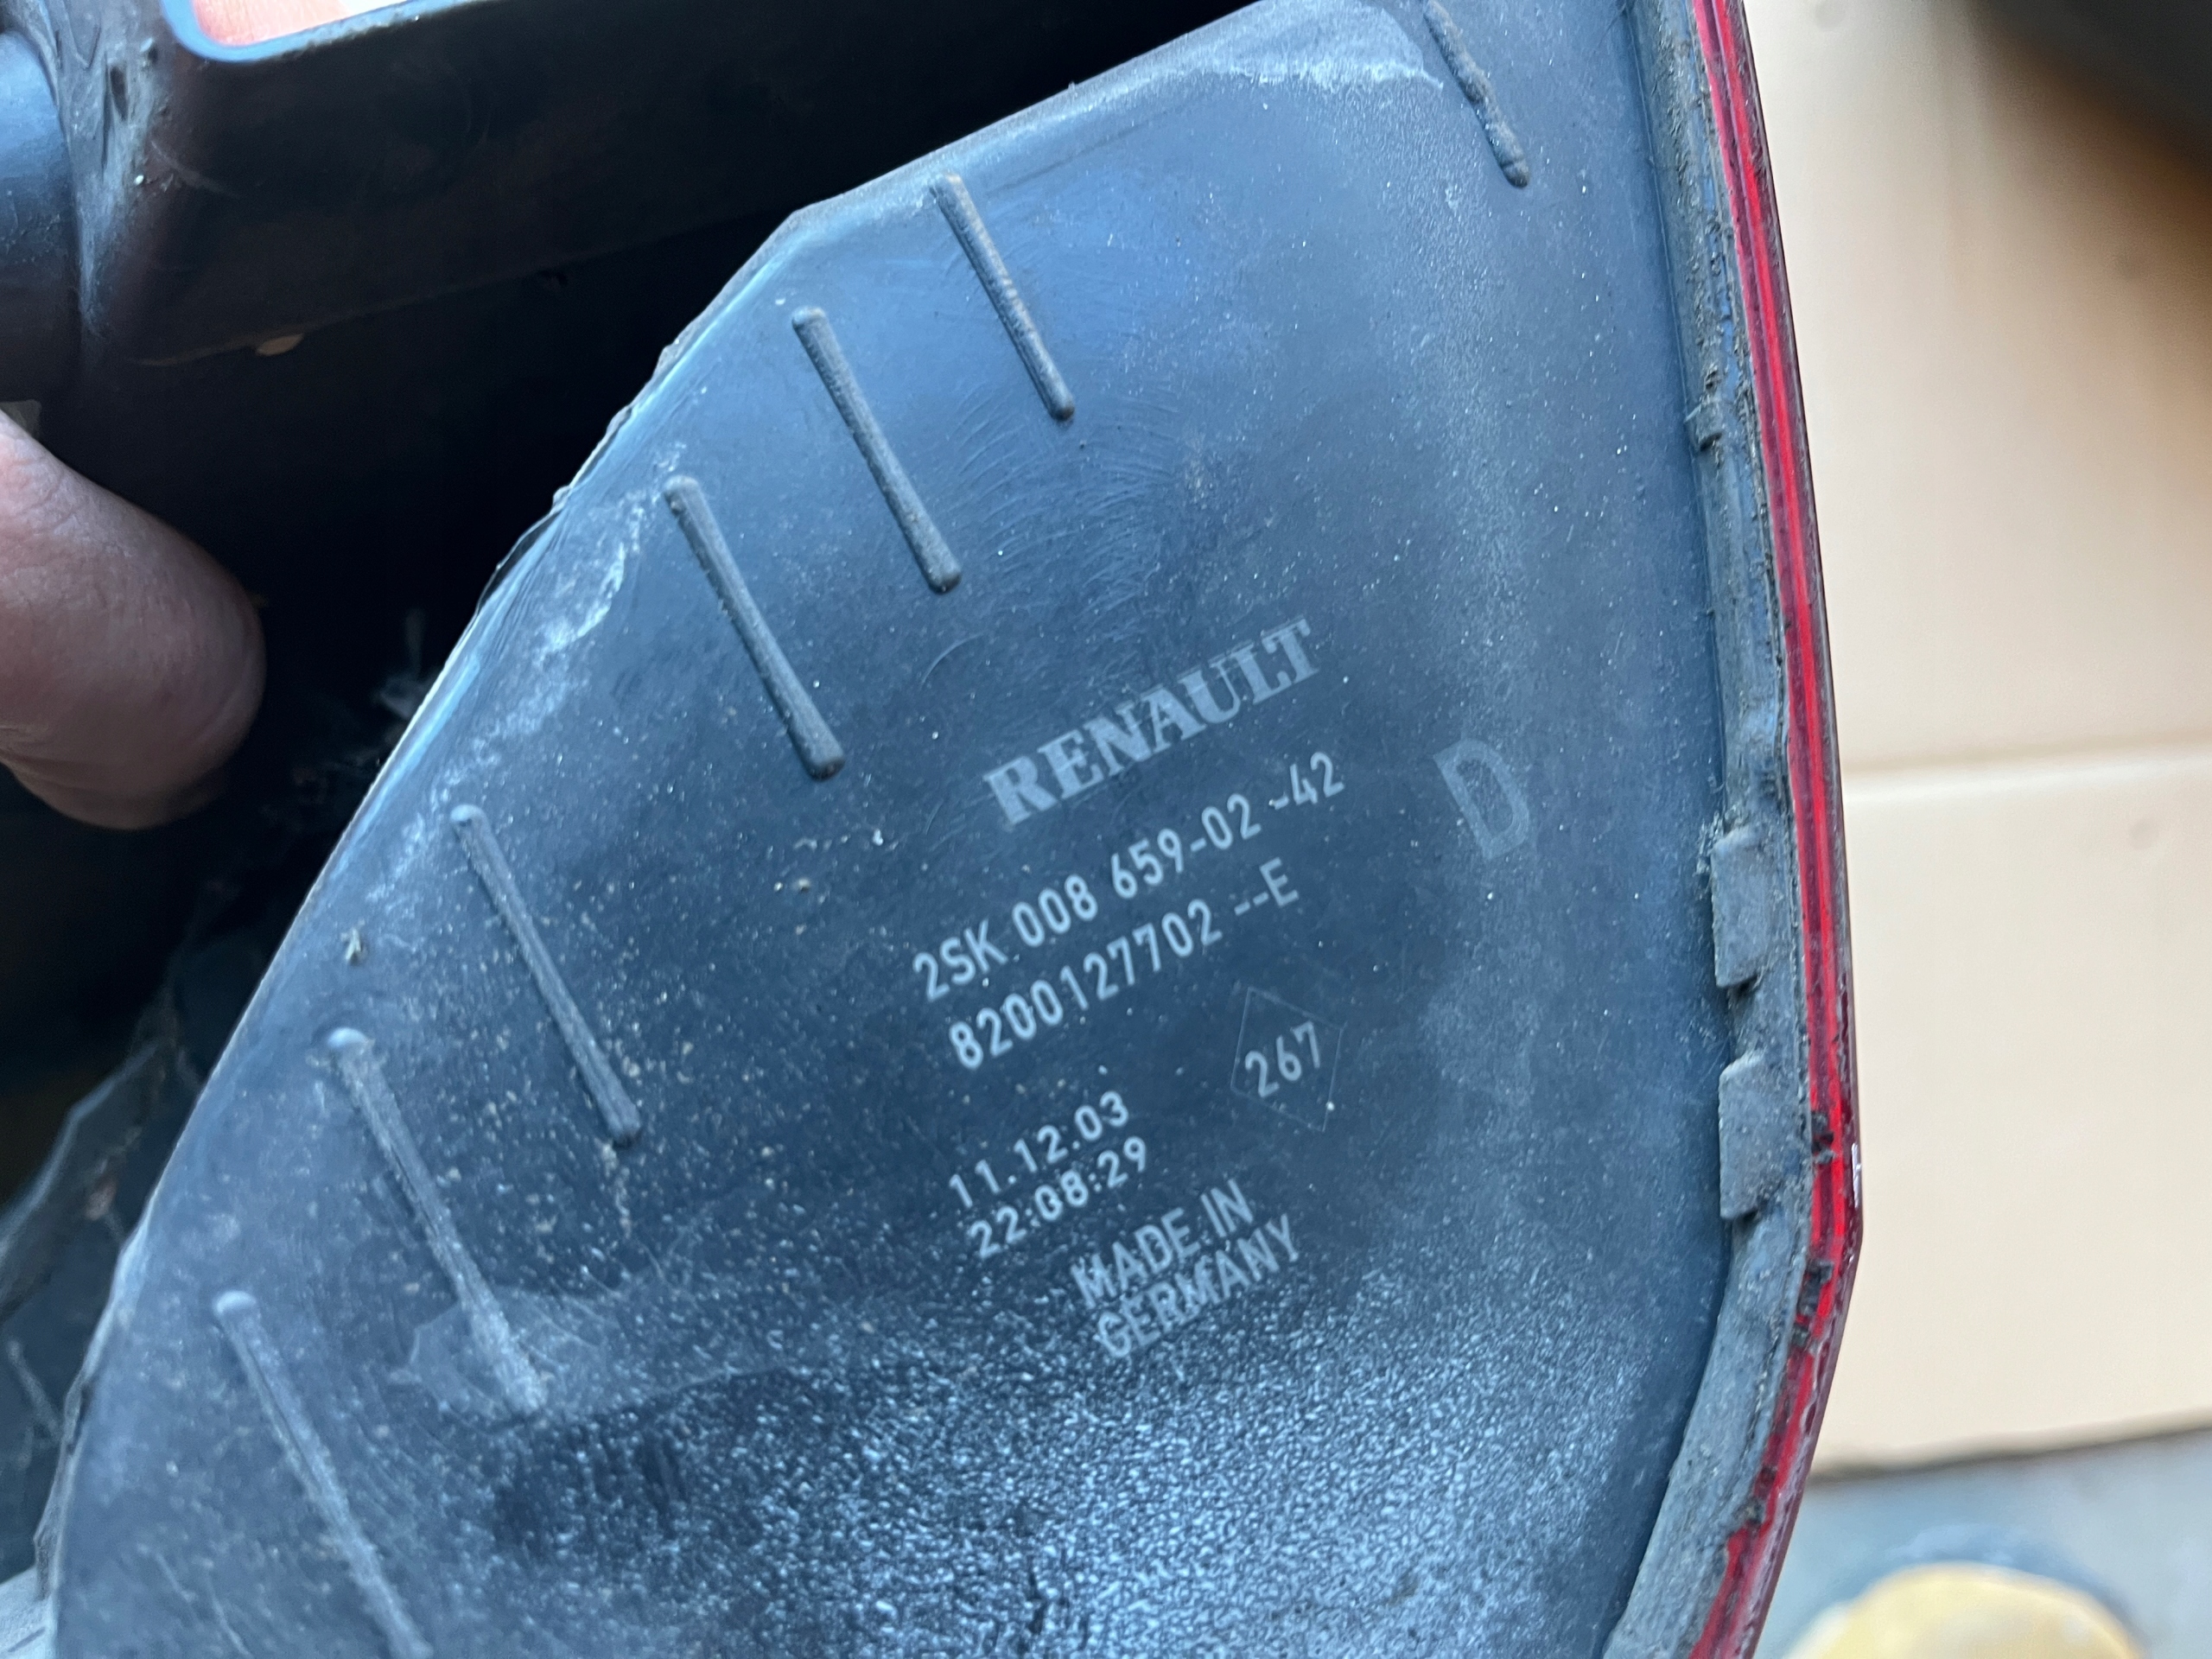 RENAULT
D
2SK 008 659-02 -42
8200127702 --E
267
11.12.03
22:08:29
MADE IN
GERMANY